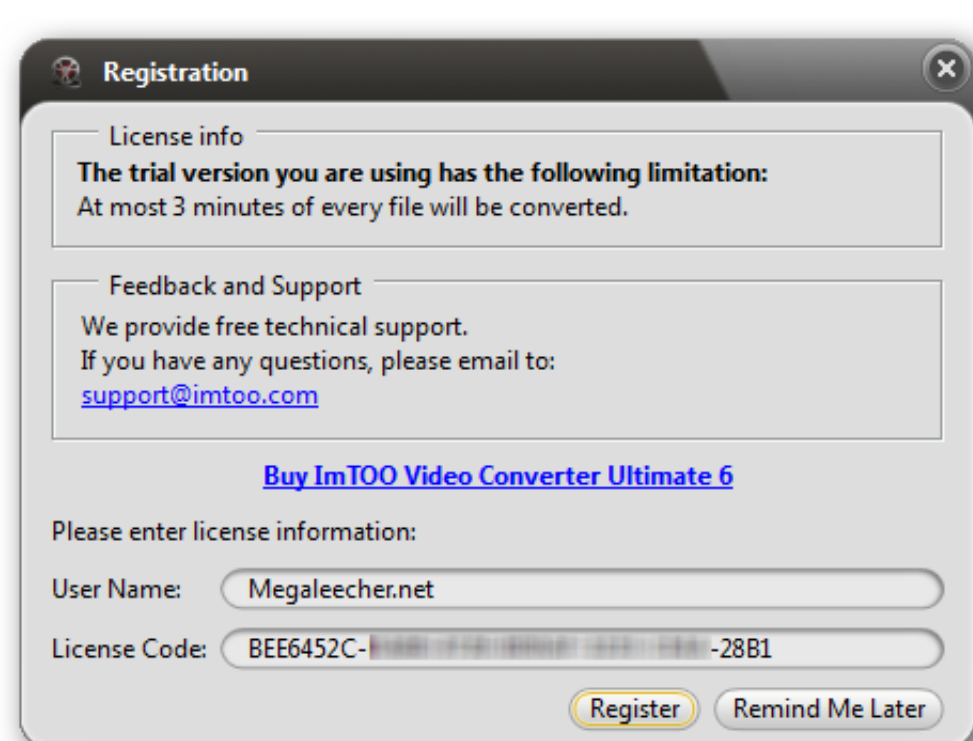 Registration
License info
The trial version you are using has the following limitation:
At most 3 minutes of every file will be converted.
Feedback and Support
We provide free technical support.
If you have any questions, please email to:
support@imtoo.com
Buy ImTOO Video Converter Ultimate 6
Please enter license information:
User Name: Megaleecher.net
License Code: BEE6452C- -28B1
Register Remind Me Later